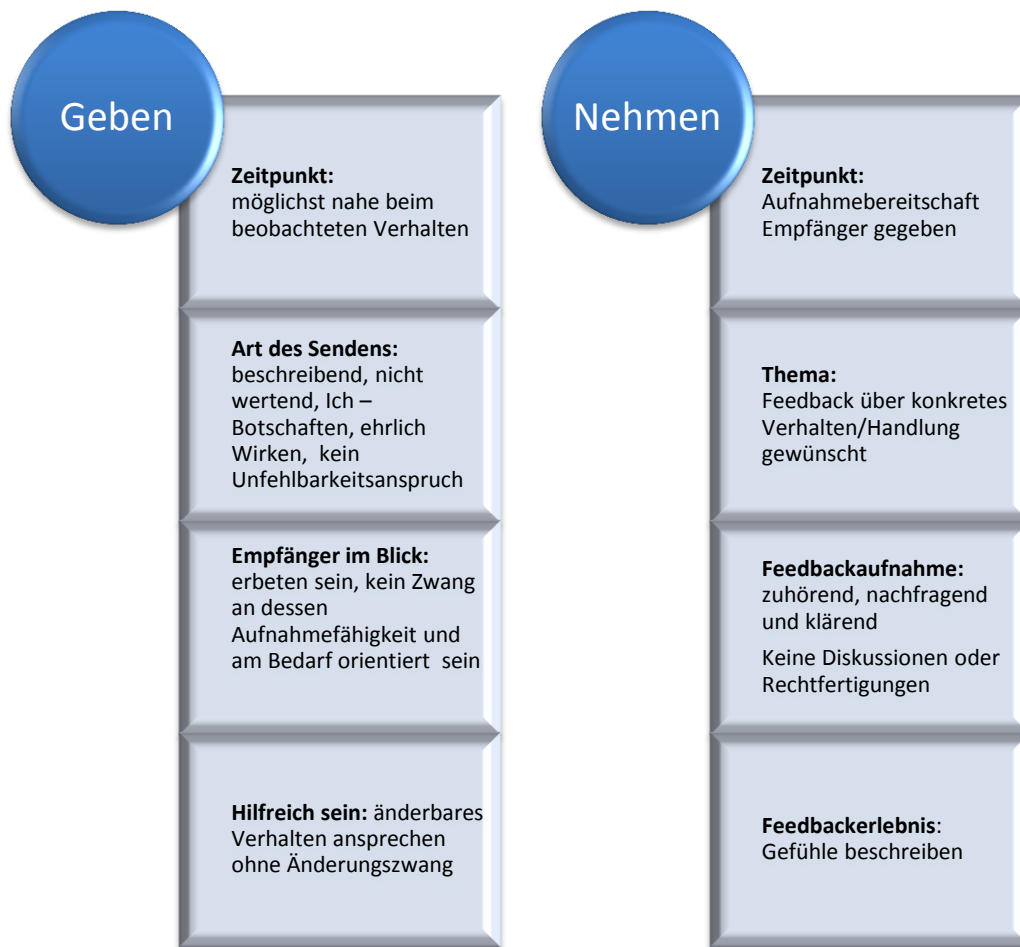 Geben
Zeitpunkt:
möglichst nahe beim
beobachteten Verhalten
Art des Sendens:
beschreibend, nicht
wertend, Ich –
Botschaften, ehrlich
Wirken, kein
Unfehlbarkeitsanspruch
Empfänger im Blick:
erbeten sein, kein Zwang
an dessen
Aufnahmefähigkeit und
am Bedarf orientiert sein
Hilfreich sein: änderbares
Verhalten ansprechen
ohne Änderungszwang
Nehmen
Zeitpunkt:
Aufnahmebereitschaft
Empfänger gegeben
Thema:
Feedback über konkretes
Verhalten/Handlung
gewünscht
Feedbackaufnahme:
zuhörend, nachfragend
und klärend
Keine Diskussionen oder
Rechtfertigungen
Feedbackerlebnis:
Gefühle beschreiben